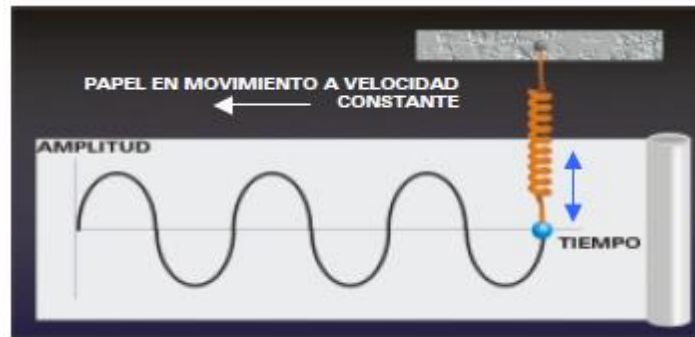 PAPEL EN MOVIMIENTO A VELOCIDAD
CONSTANTE
AMPLITUD
TIEMPO